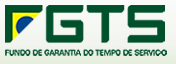 FGTS
FUNDO DE GARANTIA DO TEMPO DE SERVIÇO